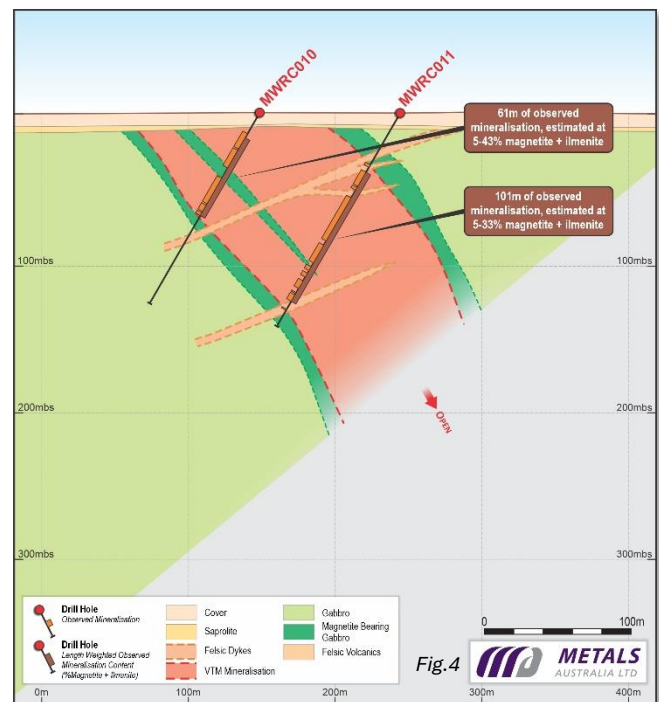 MWRC010
MWRC011
61m of observed
mineralisation, estimated at
5-43% magnetite + ilmenite
101m of observed
mineralisation, estimated at
5-33% magnetite + ilmenite
100mbs
100mbs
200mbs
200mbs
OPEN
300mbs
300mbs
Drill Hole
Observed Mineralisation
Drill Hole
Length Weighted Observed
Mineralisation Content
(%Magnetite + Ilmenite)
Cover
Saprolite
Felsic Dykes
VTM Mineralisation
Gabbro
Magnetite Bearing
Gabbro
Felsic Volcanics
0
100m
Fig.4
METALS
AUSTRALIA LTD
0m
100m
200m
300m
400m